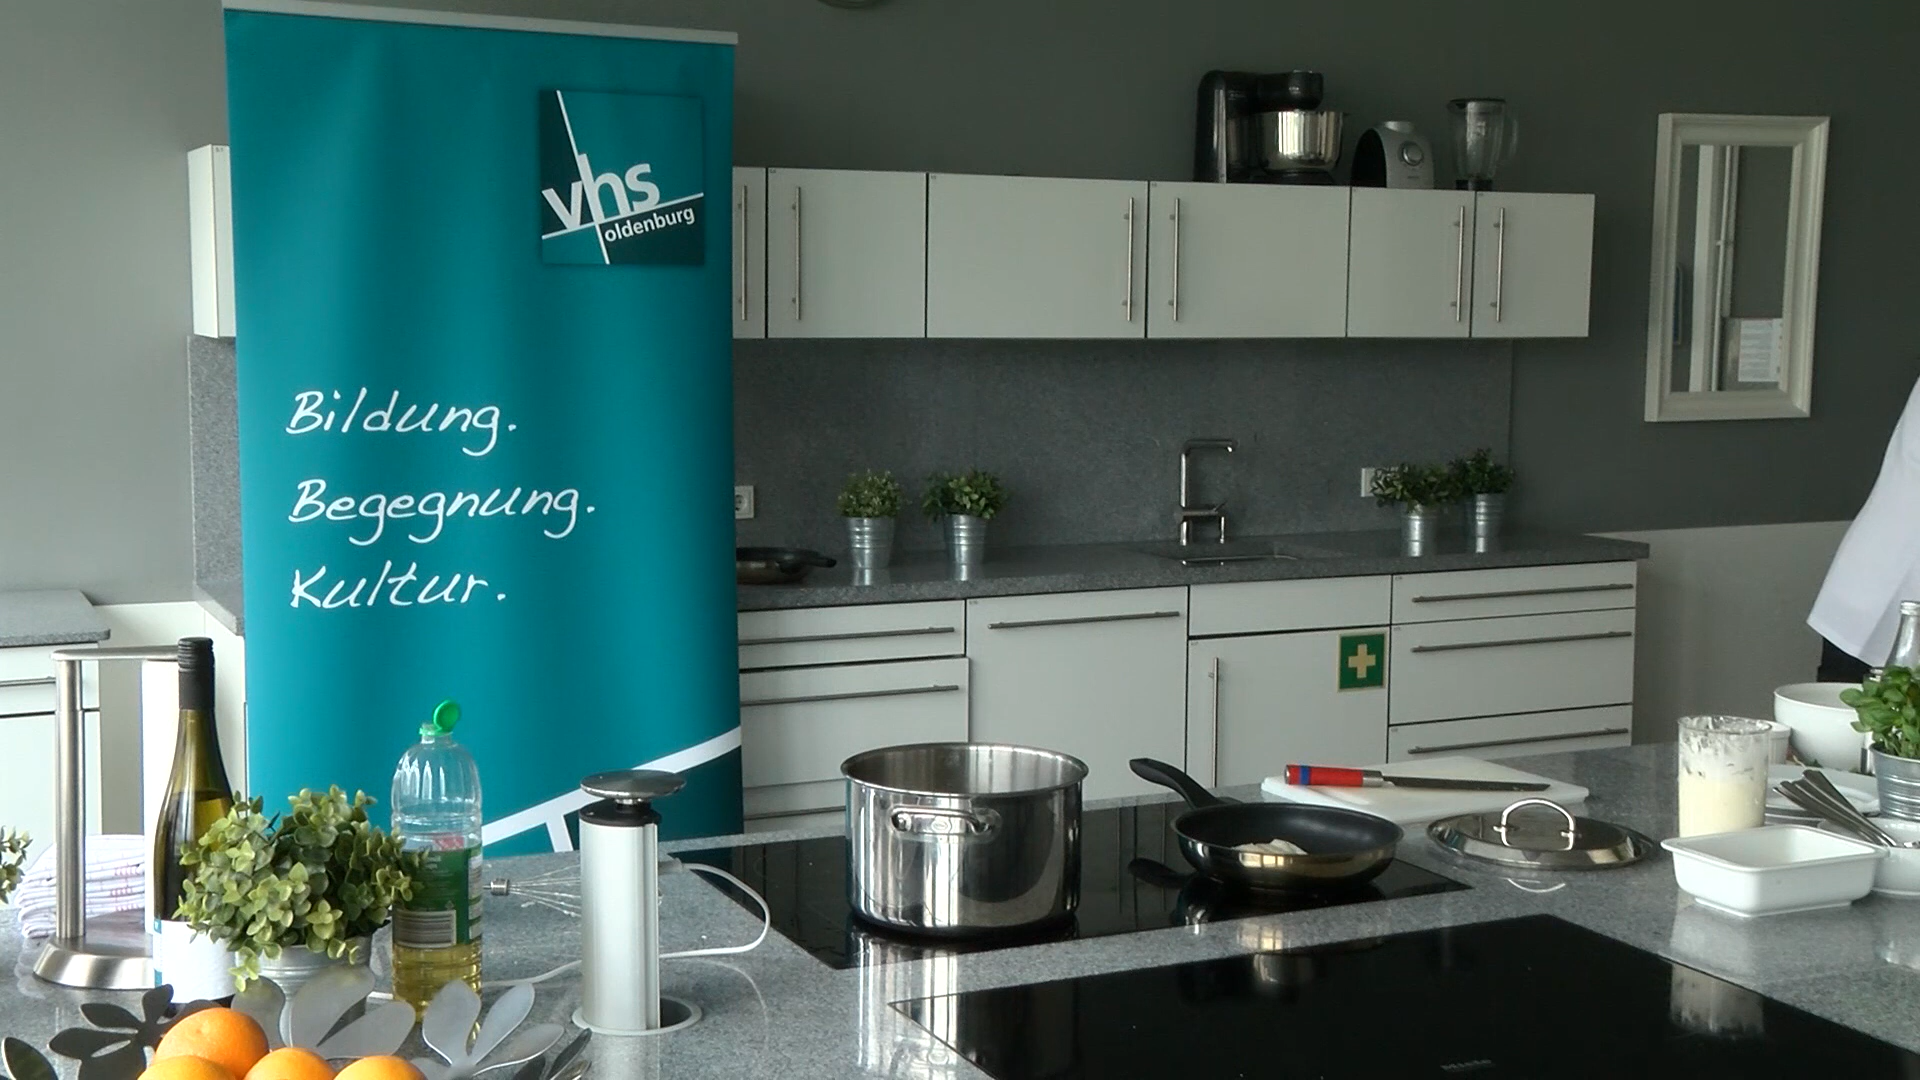 vhs
oldenburg
Bildung.
Begegnung.
Kultur.